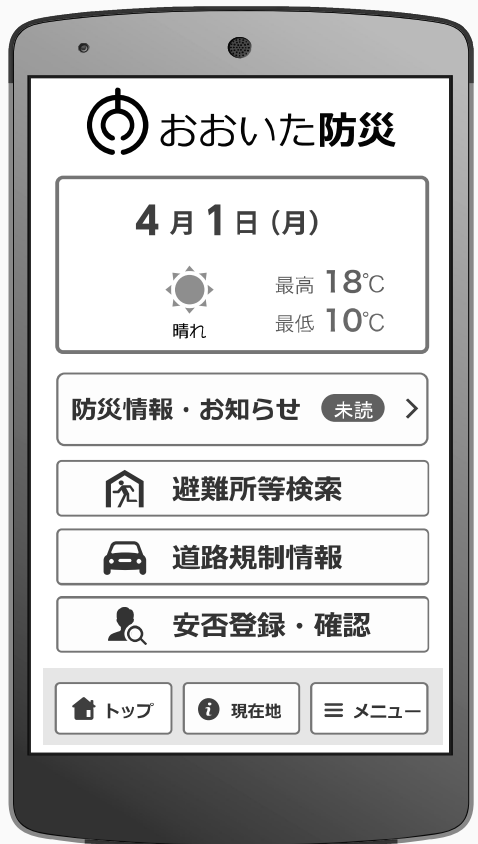 おおいた防災
4月1日（月）
最高 18℃
晴れ
最低 10℃
防災情報・お知らせ 未読
避難所等検索
道路規制情報
安否登録・確認
トップ 現在地 メニュー